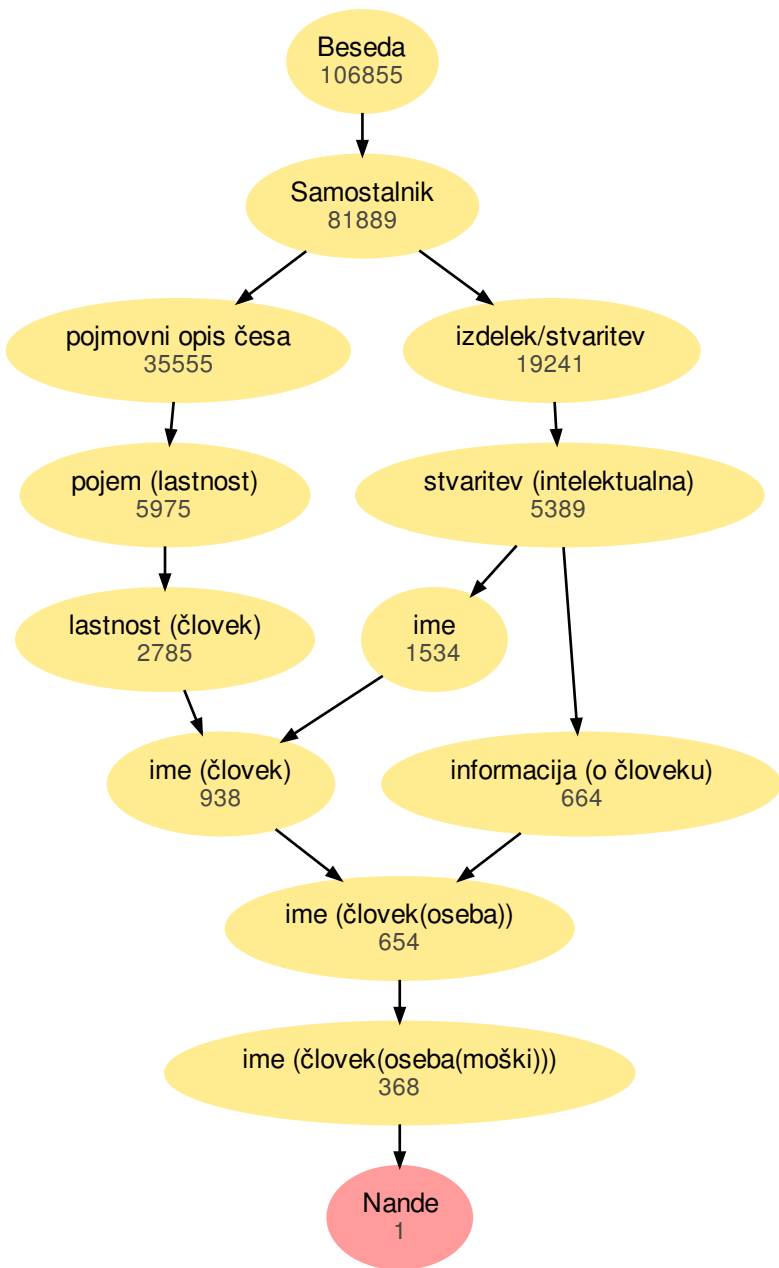 Beseda
106855
Samostalnik
81889
pojmovni opis česa
35555
izdelek/stvaritev
19241
pojem (lastnost)
5975
stvaritev (intelektualna)
5389
lastnost (človek)
2785
ime
1534
ime (človek)
938
informacija (o človeku)
664
ime (človek(oseba))
654
ime (človek(oseba(moški)))
368
Nande
1